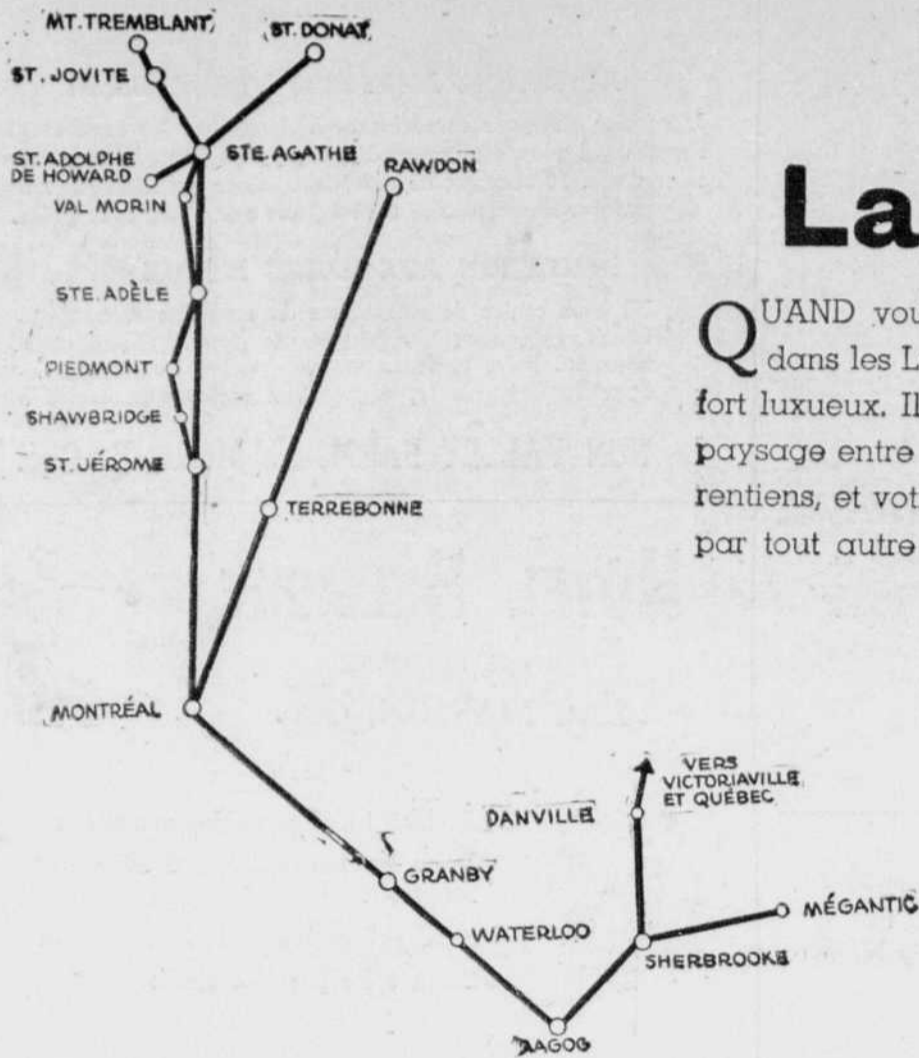 MT. TREMBLANT
ST. DONAT
ST. JOVITE
STE. AGATHE
ST. ADOLPHE
DE HOWARD
RAWDON
VAL MORIN
STE. ADÈLE
PIEDMONT
SHAWBRIDGE
ST. JÉROME
TERREBONNE
MONTRÉAL
VERS
VICTORIAVILLE
ET QUÉBEC
DANVILLE
GRANBY
MÉGANTIC
WATERLOO
SHERBROOKE
AAGOG
La
QUAND vou
dans les L
fort luxueux. Il
paysage entre
rentiens, et vot
par tout autre